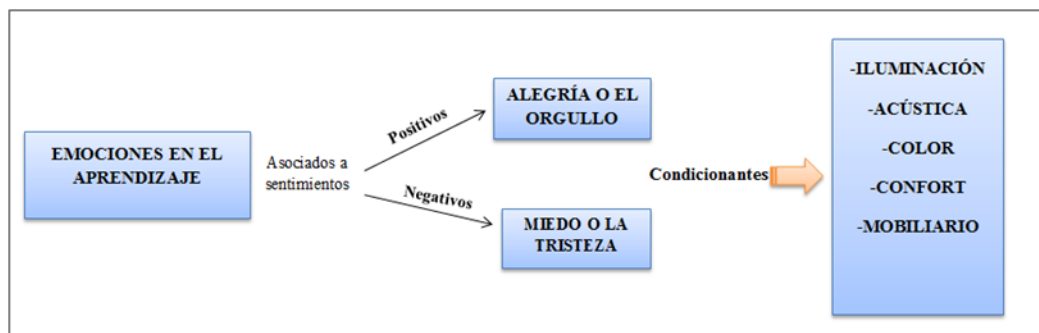 EMOCIONES EN EL
APRENDIZAJE
Asociados a
sentimientos
Positivos
Negativos
ALEGRÍA O EL
ORGULLO
MIEDO O LA
TRISTEZA
Condicionantes
-ILUMINACIÓN
-ACÚSTICA
-COLOR
-CONFORT
-MOBILIARIO